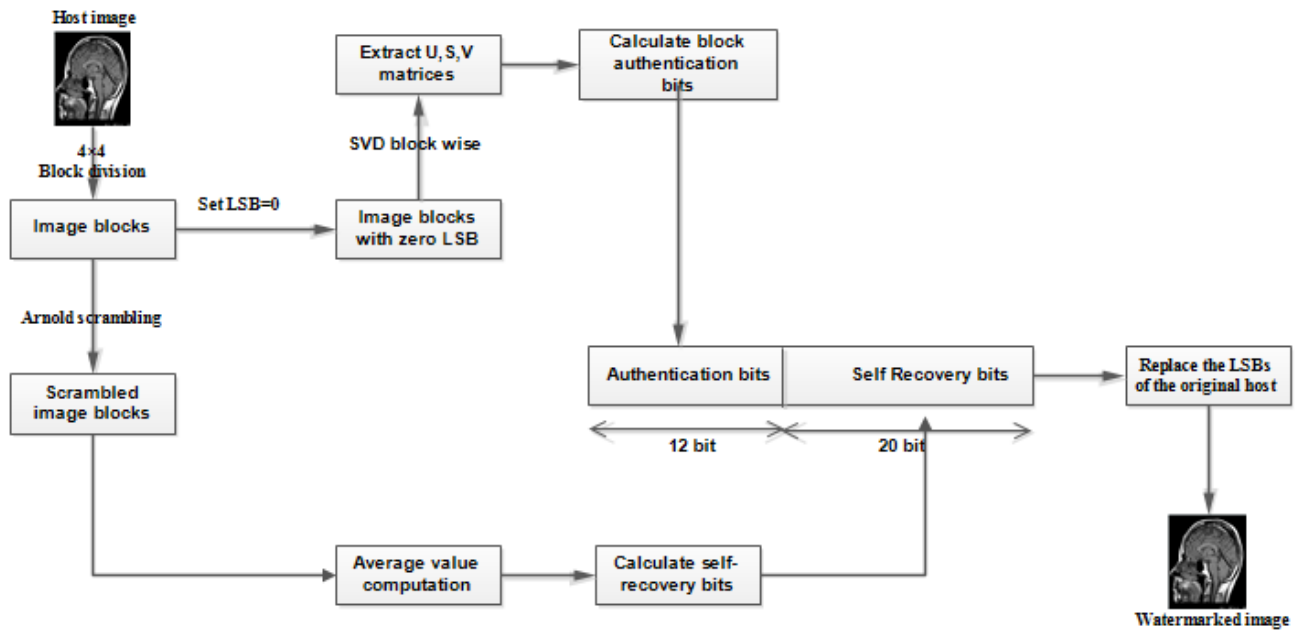 Host image
4×4
Block division
Image blocks
Set LSB=0
Image blocks
with zero LSB
SVD block wise
Extract U,S,V
matrices
Calculate block
authentication
bits
Arnold scrambling
Scrambled
image blocks
Authentication bits
Self Recovery bits
12 bit
20 bit
Replace the LSBs
of the original host
Average value
computation
Calculate self-
recovery bits
Watermarked image